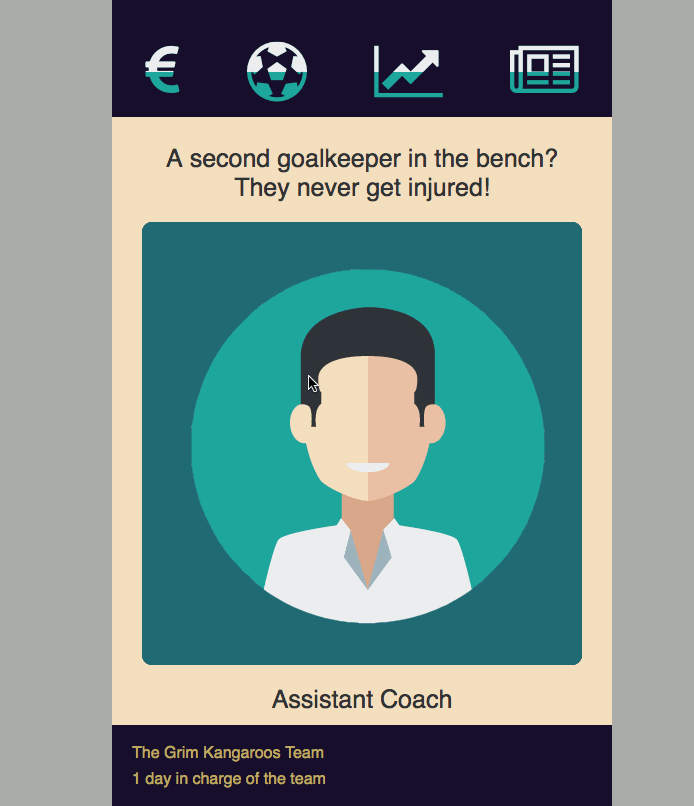 A second goalkeeper in the bench?
They never get injured!
Assistant Coach
The Grim Kangaroos Team
1 day in charge of the team